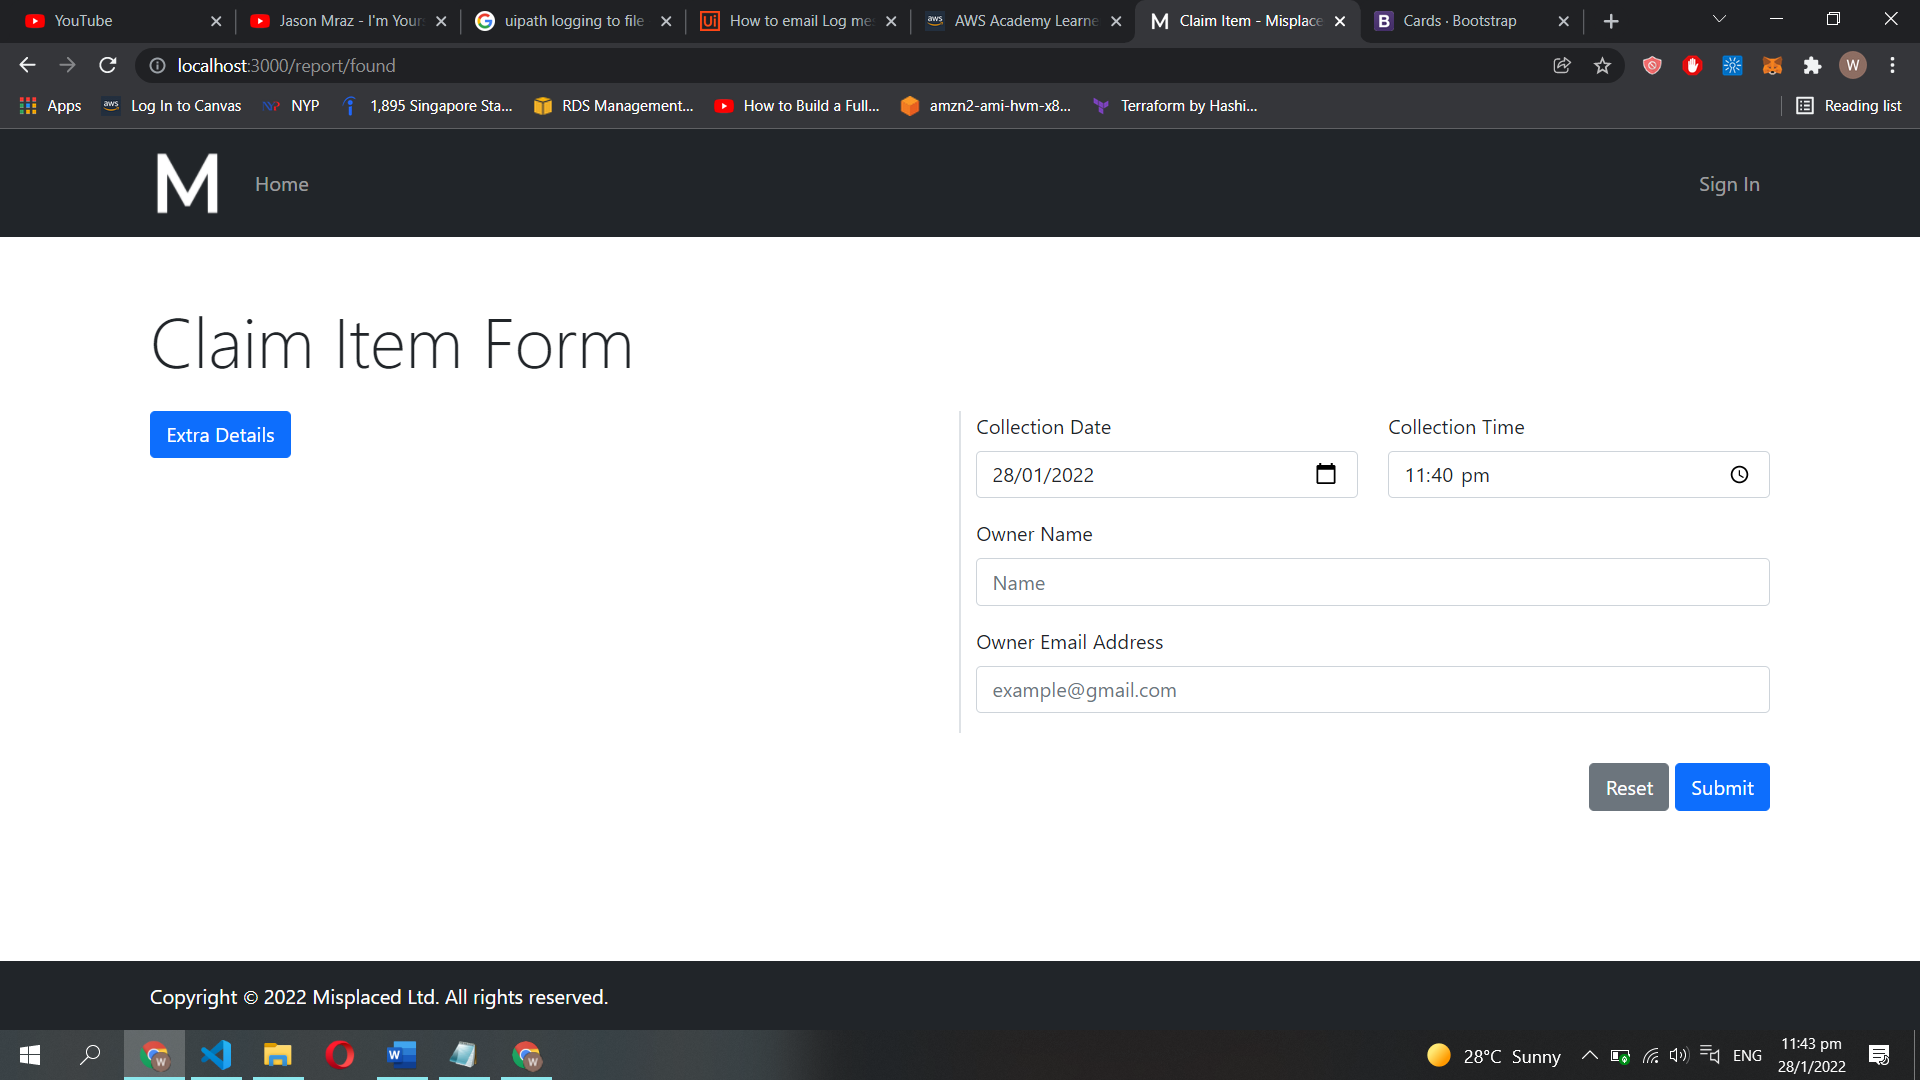 YouTube
Jason Mraz - I'm Yours
uipath logging to file
How to email Log me
AWS Academy Learne
Claim Item - Misplace
Cards · Bootstrap
localhost:3000/report/found
W
Apps
aws
Log In to Canvas
NYP
1,895 Singapore Sta...
RDS Management...
How to Build a Full...
amzn2-ami-hvm-x8...
Terraform by Hashi...
Reading list
M
Home
Sign In
Claim Item Form
Extra Details
Collection Date
Collection Time
28/01/2022
11:40 pm
Owner Name
Name
Owner Email Address
example@gmail.com
Reset
Submit
Copyright © 2022 Misplaced Ltd. All rights reserved.
28°C Sunny
ENG
11:43 pm
28/1/2022